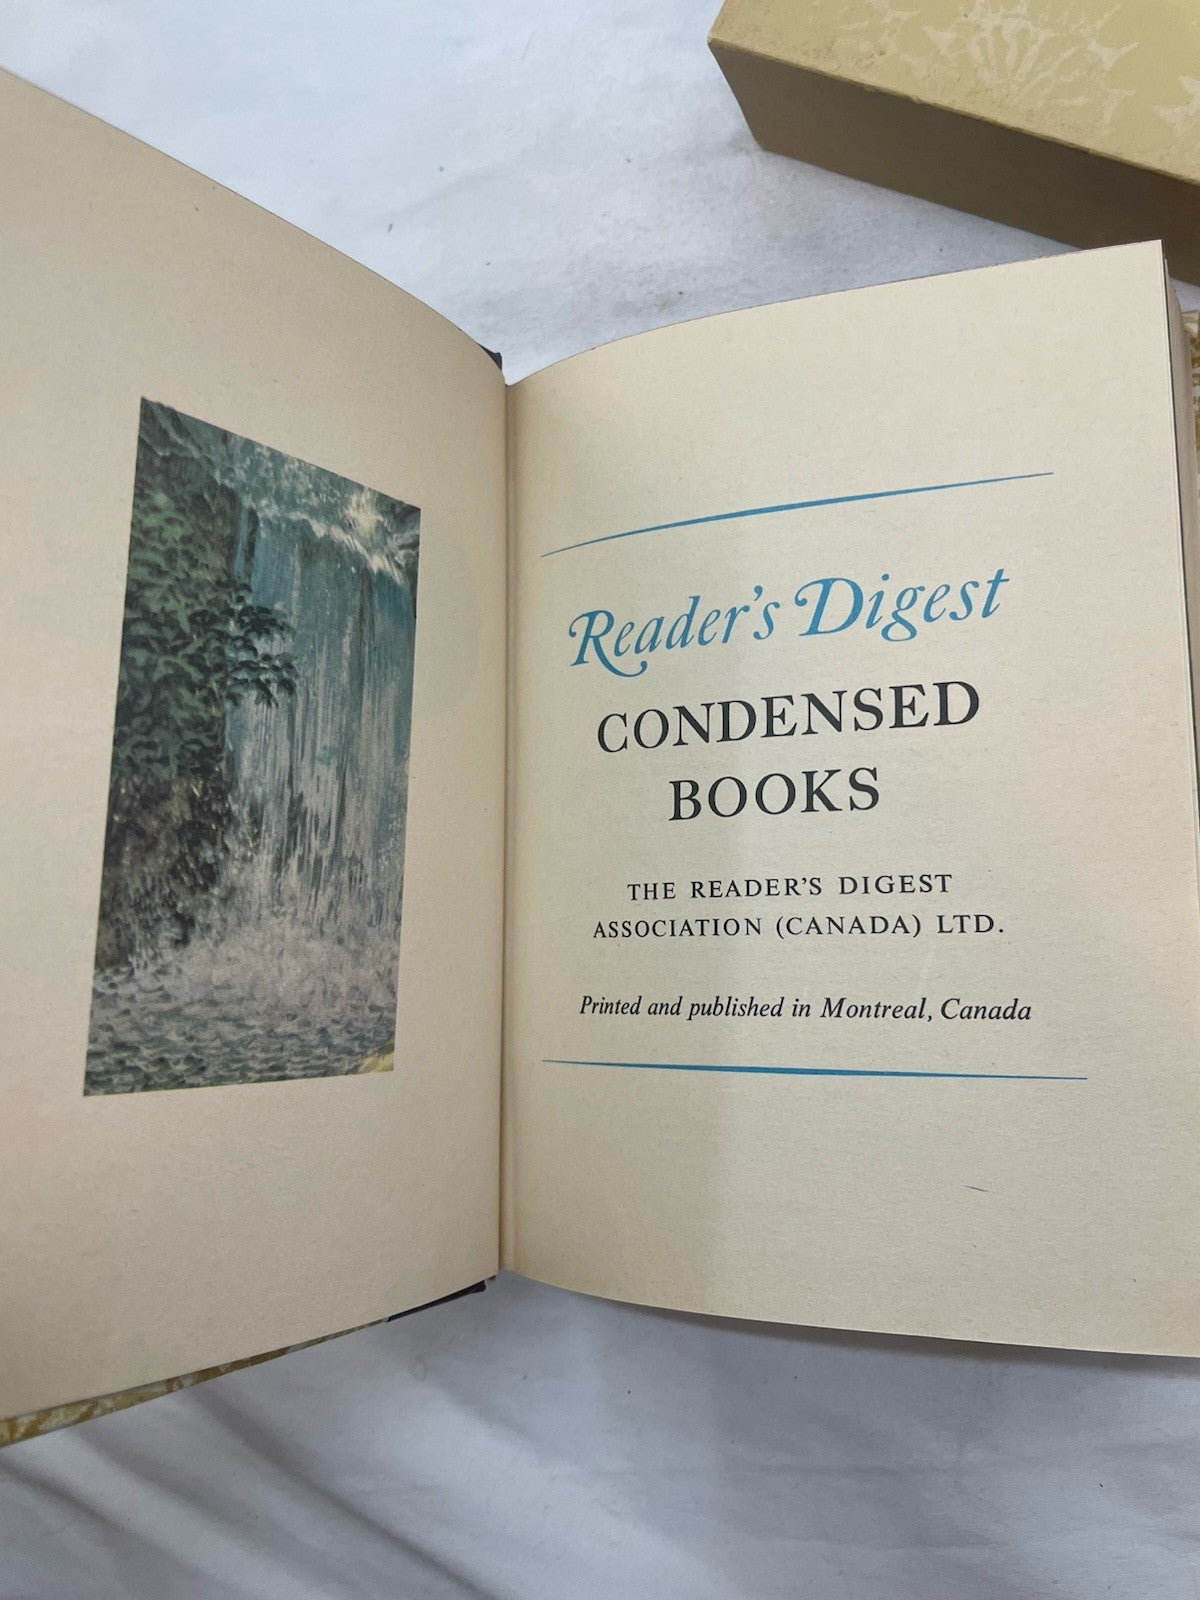 Reader's Digest
CONDENSED
BOOKS
THE READER'S DIGEST
ASSOCIATION (CANADA) LTD.
Printed and published in Montreal, Canada